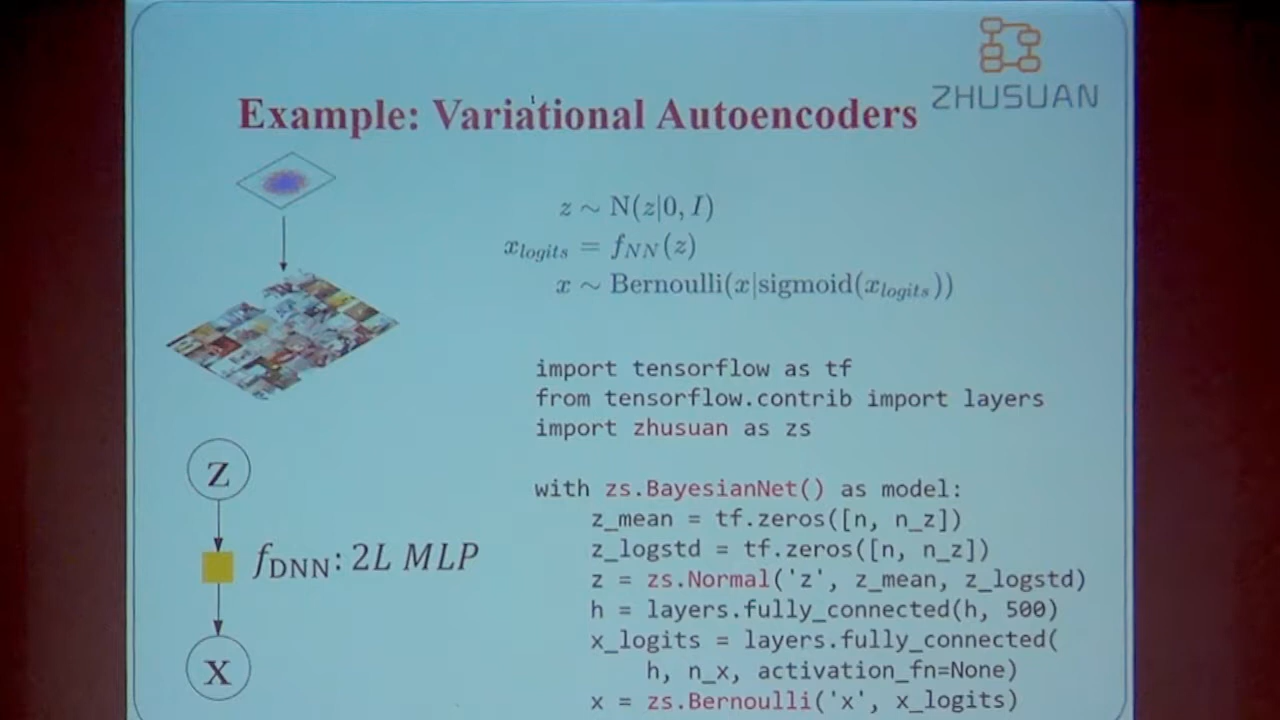 ZHUSUAN
Example: Variational Autoencoders
z ∼ N(z|0, I)
x_logits = f_NN(z)
x ∼ Bernoulli(x|sigmoid(x_logits))
import tensorflow as tf
from tensorflow.contrib import layers
import zhusuan as zs
with zs.BayesianNet() as model:
z_mean = tf.zeros([n, n_z])
z_logstd = tf.zeros([n, n_z])
z = zs.Normal('z', z_mean, z_logstd)
h = layers.fully_connected(h, 500)
x_logits = layers.fully_connected(
h, n_x, activation_fn=None)
x = zs.Bernoulli('x', x_logits)
z
f_DNN: 2L MLP
x